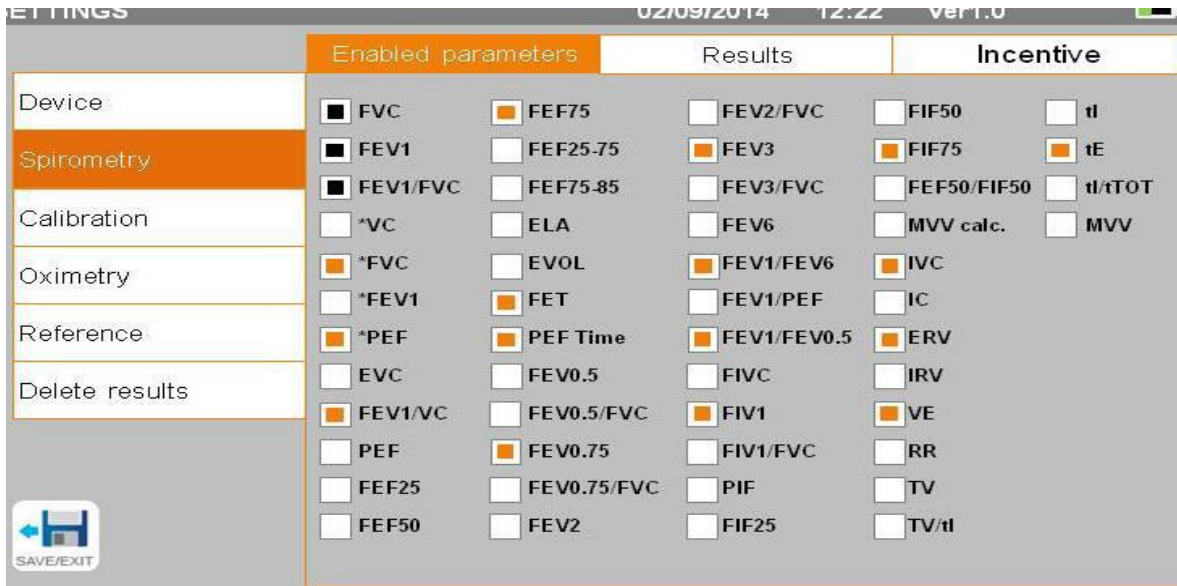 SETTINGS 02/09/2014 12:22 Ver1.0
Enabled parameters Results Incentive
Device
Spirometry
Calibration
Oximetry
Reference
Delete results
SAVE/EXIT
FVC FEF75 FEV2/FVC FIF50 tI
FEV1 FEF25-75 FEV3 FIF75 tE
FEV1/FVC FEF75-85 FEV3/FVC FEF50/FIF50 tI/tTOT
*VC ELA FEV6 MVV calc. MVV
*FVC EVOL FEV1/FEV6 IVC
*FEV1 FET FEV1/PEF IC
*PEF PEF Time FEV1/FEV0.5 ERV
EVC FEV0.5 FIVC IRV
FEV1/VC FEV0.5/FVC FIV1 VE
PEF FEV0.75 FIV1/FVC RR
FEF25 FEV0.75/FVC PIF TV
FEF50 FEV2 FIF25 TV/tI